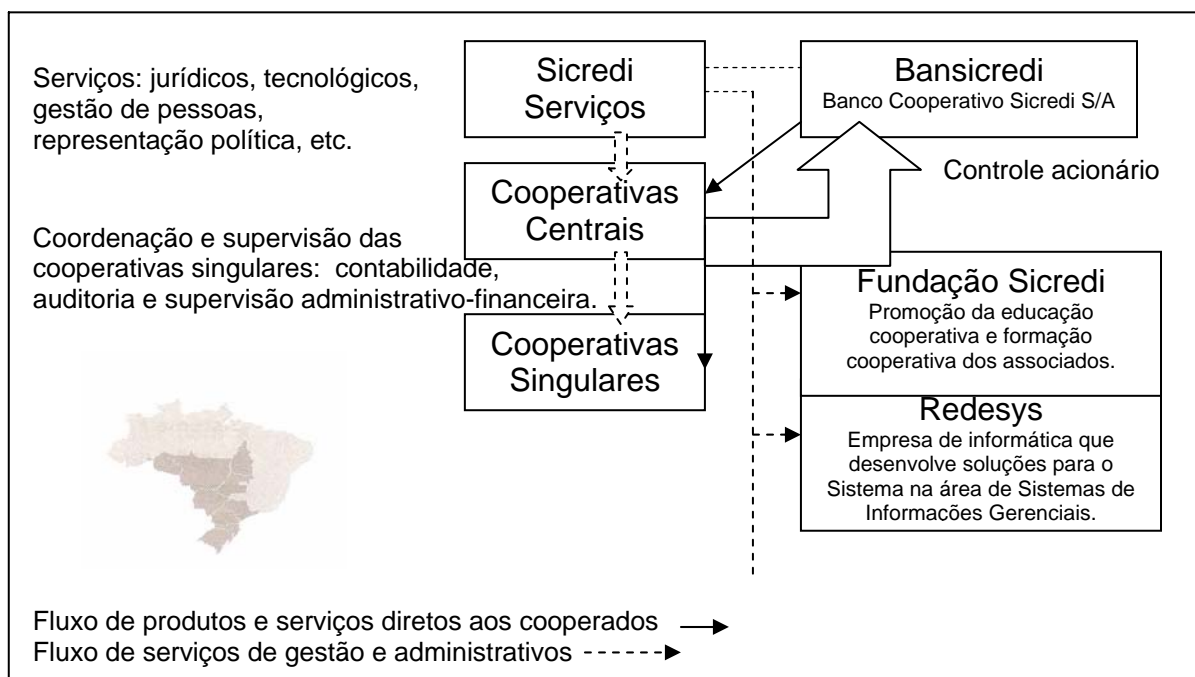 Serviços: jurídicos, tecnológicos,
gestão de pessoas,
representação política, etc.
Sicredi
Serviços
Bansicredi
Banco Cooperativo Sicredi S/A
Controle acionário
Cooperativas
Centrais
Coordenação e supervisão das
cooperativas singulares: contabilidade,
auditoria e supervisão administrativo-financeira.
Cooperativas
Singulares
Fundação Sicredi
Promoção da educação
cooperativa e formação
cooperativa dos associados.
Redesys
Empresa de informática que
desenvolve soluções para o
Sistema na área de Sistemas de
Informações Gerenciais.
Fluxo de produtos e serviços diretos aos cooperados
Fluxo de serviços de gestão e administrativos